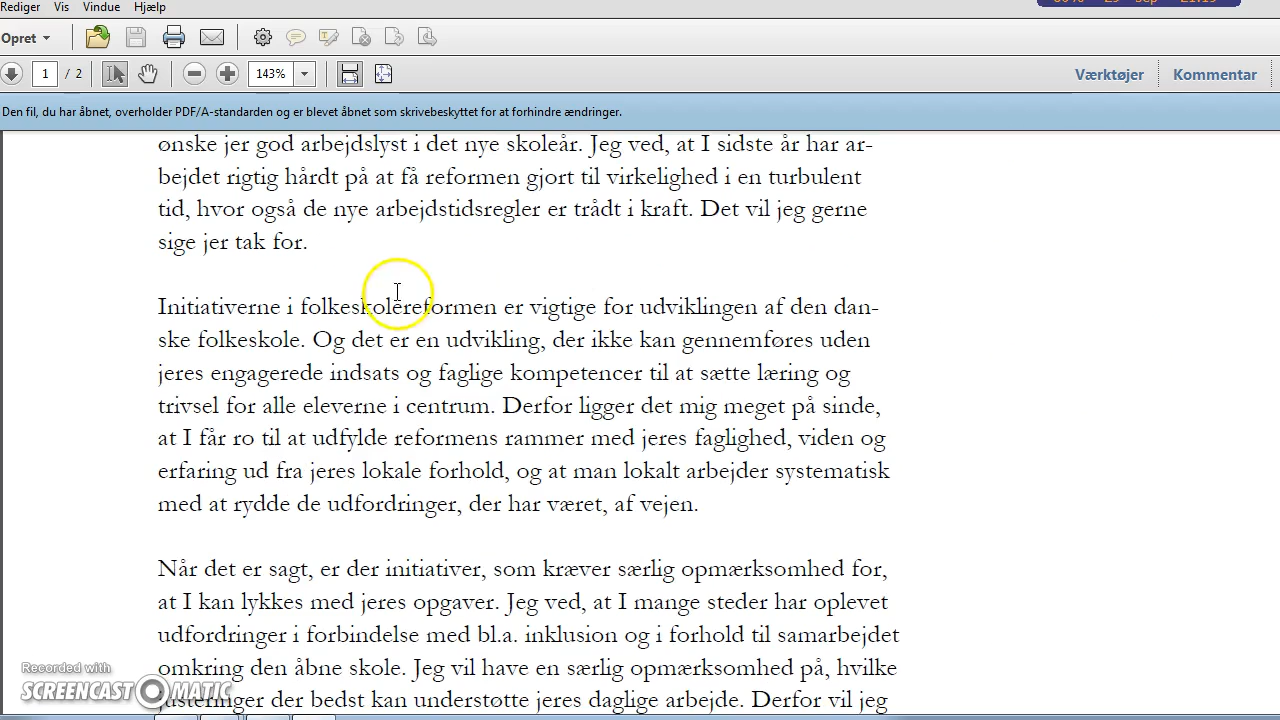 Rediger Vis Vindue Hjælp
Opret
1 / 2 143% Værktøjer Kommentar
Den fil, du har åbnet, overholder PDF/A-standarden og er blevet åbnet som skrivebeskyttet for at forhindre ændringer.
ønske jer god arbejdslyst i det nye skoleår. Jeg ved, at I sidste år har ar-
bejdet rigtig hårdt på at få reformen gjort til virkelighed i en turbulent
tid, hvor også de nye arbejdstidsregler er trådt i kraft. Det vil jeg gerne
sige jer tak for.
Initiativerne i folkeskolereformen er vigtige for udviklingen af den dan-
ske folkeskole. Og det er en udvikling, der ikke kan gennemføres uden
jeres engagerede indsats og faglige kompetencer til at sætte læring og
trivsel for alle eleverne i centrum. Derfor ligger det mig meget på sinde,
at I får ro til at udfylde reformens rammer med jeres faglighed, viden og
erfaring ud fra jeres lokale forhold, og at man lokalt arbejder systematisk
med at rydde de udfordringer, der har været, af vejen.
Når det er sagt, er der initiativer, som kræver særlig opmærksomhed for,
at I kan lykkes med jeres opgaver. Jeg ved, at I mange steder har oplevet
udfordringer i forbindelse med bl.a. inklusion og i forhold til samarbejdet
omkring den åbne skole. Jeg vil have en særlig opmærksomhed på, hvilke
justeringer der bedst kan understøtte jeres daglige arbejde. Derfor vil jeg
Recorded with
SCREENCAST MATIC